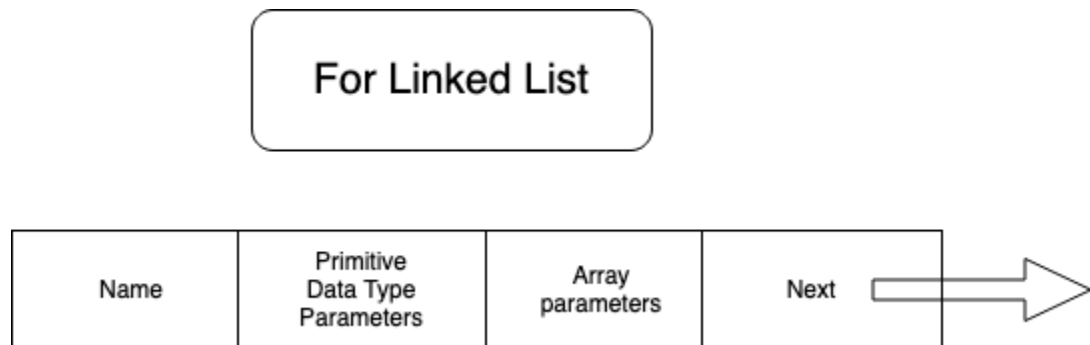 For Linked List
Name
Primitive
Data Type
Parameters
Array
parameters
Next